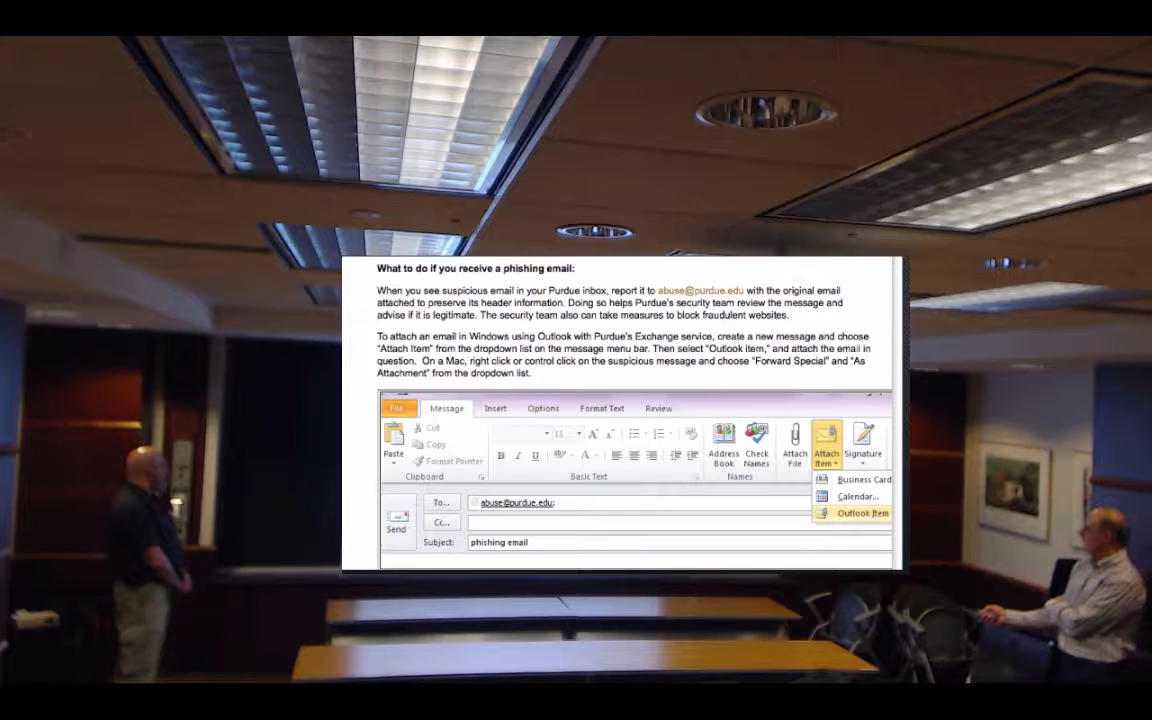 What to do if you receive a phishing email:
When you see suspicious email in your Purdue inbox, report it to abuse@purdue.edu with the original email
attached to preserve its header information. Doing so helps Purdue's security team review the message and
advise if it is legitimate. The security team also can take measures to block fraudulent websites.
To attach an email in Windows using Outlook with Purdue's Exchange service, create a new message and choose
"Attach Item" from the dropdown list on the message menu bar. Then select "Outlook item," and attach the email in
question. On a Mac, right click or control click on the suspicious message and choose "Forward Special" and "As
Attachment" from the dropdown list.
File Message Insert Options Format Text Review
Cut
Copy
Format Painter
Paste
Clipboard
11
B I U
Basic Text
Address Book
Check Names
Names
Attach File
Attach Item
Signature
Business Card
Calendar...
Outlook Item
Send
To... abuse@purdue.edu;
Cc...
Subject: phishing email